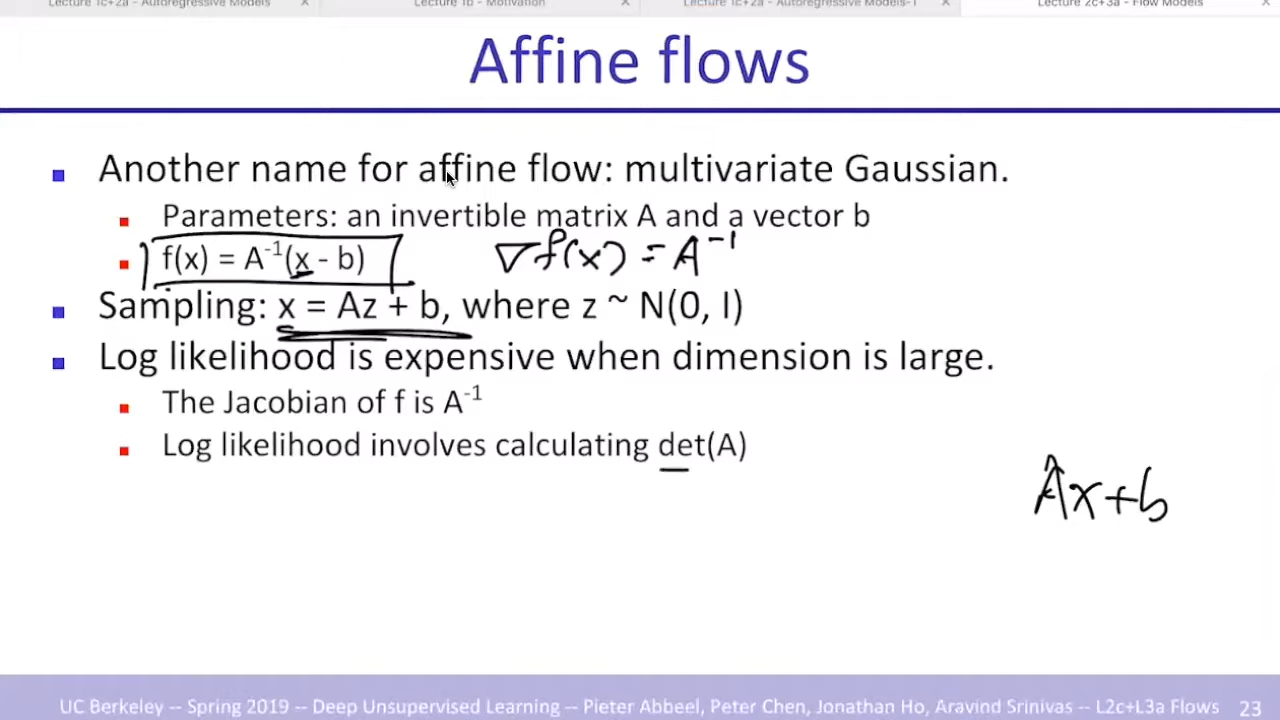 Lecture 1c+2a - Autoregressive Models × Lecture 1b - Motivation × Lecture 1c+2a - Autoregressive Models-1 × Lecture 2c+3a - Flow Models ×
Affine flows
Another name for affine flow: multivariate Gaussian.
Parameters: an invertible matrix A and a vector b
f(x) = A⁻¹(x - b) ∇f(x) = A⁻¹
Sampling: x = Az + b, where z ~ N(0, I)
Log likelihood is expensive when dimension is large.
The Jacobian of f is A⁻¹
Log likelihood involves calculating det(A)
Ax+b
UC Berkeley -- Spring 2019 -- Deep Unsupervised Learning -- Pieter Abbeel, Peter Chen, Jonathan Ho, Aravind Srinivas -- L2c+L3a Flows 23